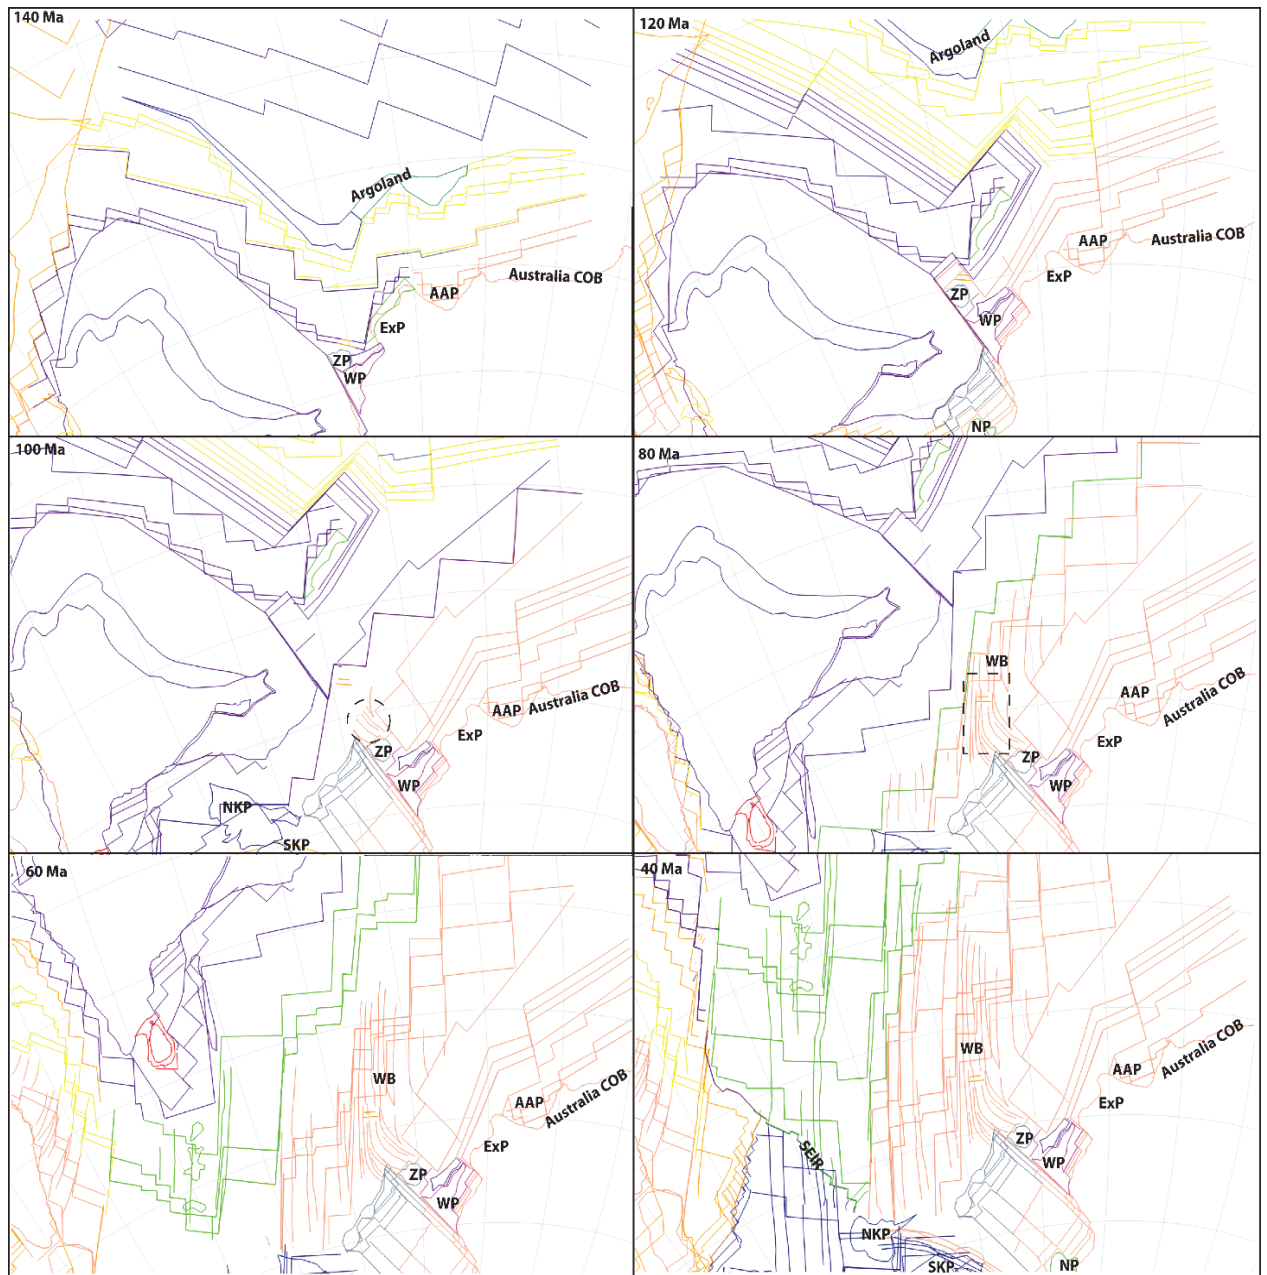 140 Ma
Argoland
Australia COB
AAP
ExP
ZP
WP
120 Ma
Argoland
AAP
Australia COB
ExP
ZP
WP
NP
100 Ma
AAP Australia COB
ExP
ZP
WP
NKP
SKP
80 Ma
WB
AAP
Australia COB
ExP
ZP
WP
60 Ma
WB
AAP
Australia COB
ExP
ZP
WP
40 Ma
WB
Australia COB
AAP
ExP
ZP
SEIR
WP
NKP
SKP
NP